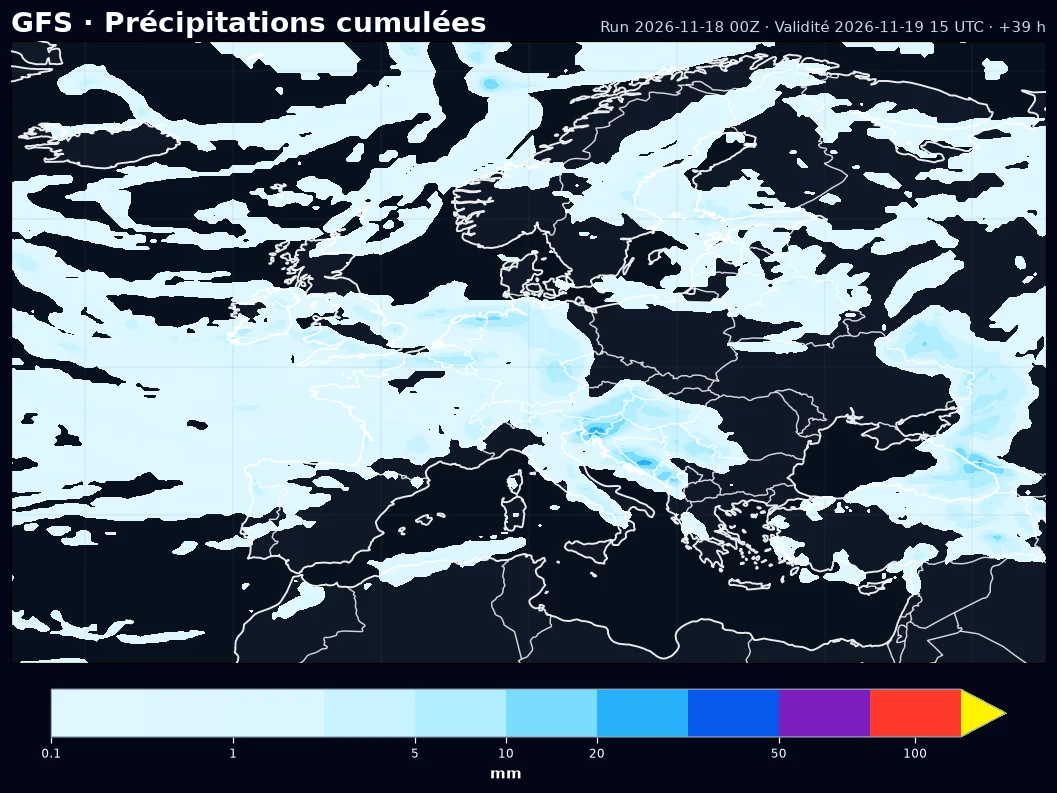 GFS · Précipitations cumulées
Run 2026-11-18 00Z · Validité 2026-11-19 15 UTC · +39 h
0.1 1 5 10 20 50 100
mm